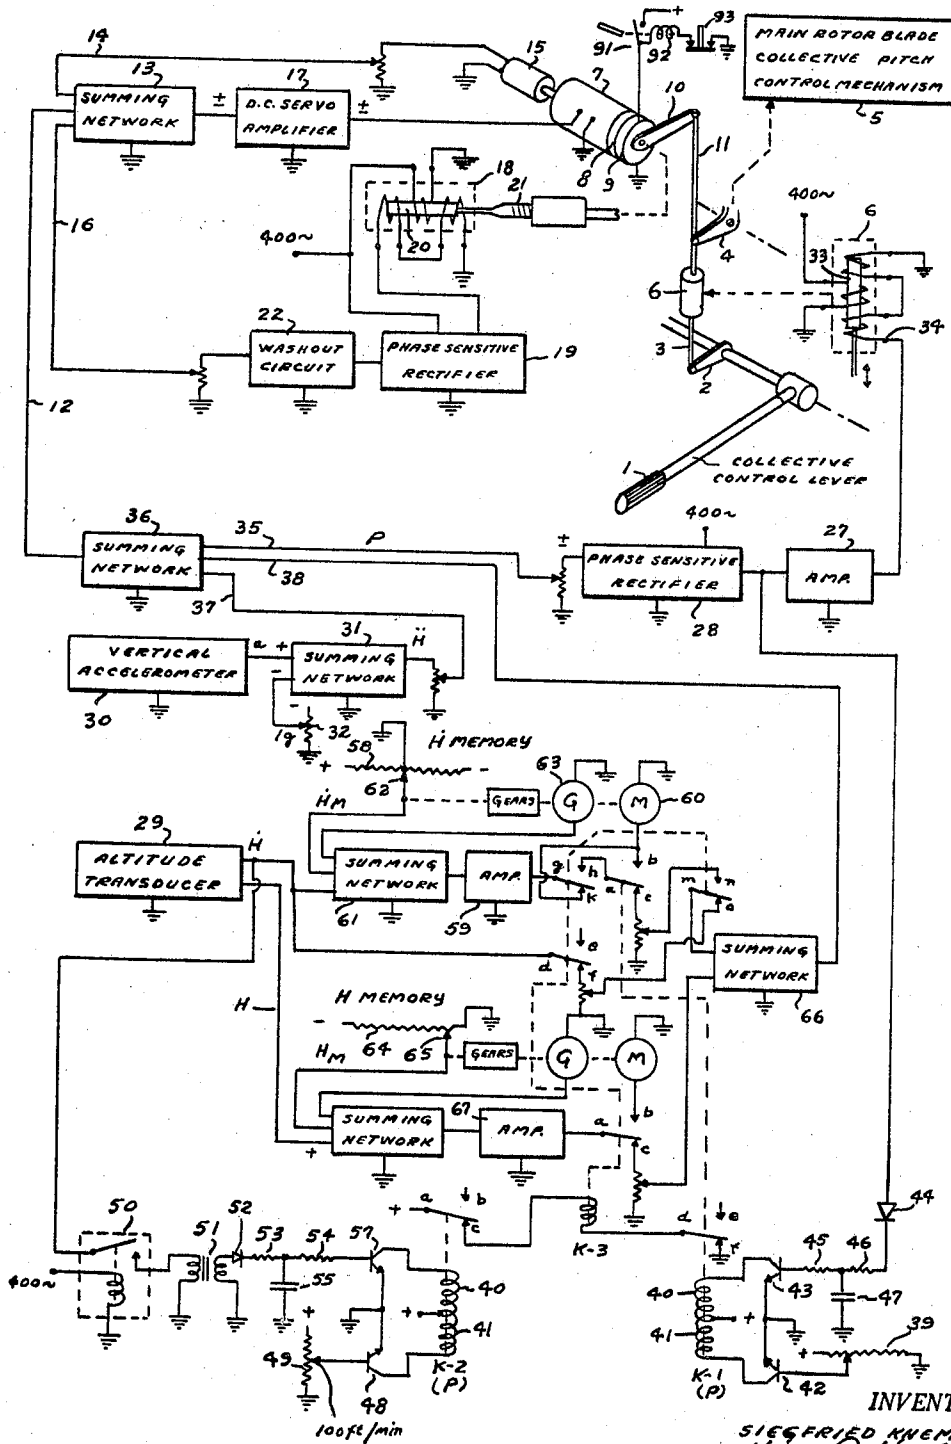 14
13
SUMMING
NETWORK
±
17
D.C. SERVO
AMPLIFIER
±
15
7
8
9
10
91
+
92
93
MAIN ROTOR BLADE
COLLECTIVE PITCH
CONTROL MECHANISM
5
11
16
18
21
20
400~
4
400~
6
33
34
6
3
2
22
WASHOUT
CIRCUIT
PHASE SENSITIVE
RECTIFIER
19
12
1
COLLECTIVE
CONTROL LEVER
36
SUMMING
NETWORK
35
P
38
37
400~
±
PHASE SENSITIVE
RECTIFIER
28
27
AMP.
VERTICAL
ACCELEROMETER
30
a
+
-
31
SUMMING
NETWORK
Ḧ
-
1g
32
58
Ḣ MEMORY
+
-
62
ḢM
GEARS
63
G
M
60
29
ALTITUDE
TRANSDUCER
Ḣ
SUMMING
NETWORK
61
AMP.
59
g
h
k
a
b
c
m
n
o
d
e
f
SUMMING
NETWORK
66
H
H MEMORY
-
64
65
HM
GEARS
G
M
SUMMING
NETWORK
+
67
AMP.
a
b
c
50
400~
51
52
53
54
55
57
+
a
b
c
K-3
d
e
f
44
40
+
41
K-2
(P)
+
49
48
100ft/min
40
+
41
K-1
(P)
45
46
43
47
39
+
42
INVENT
SIEGFRIED KNEM